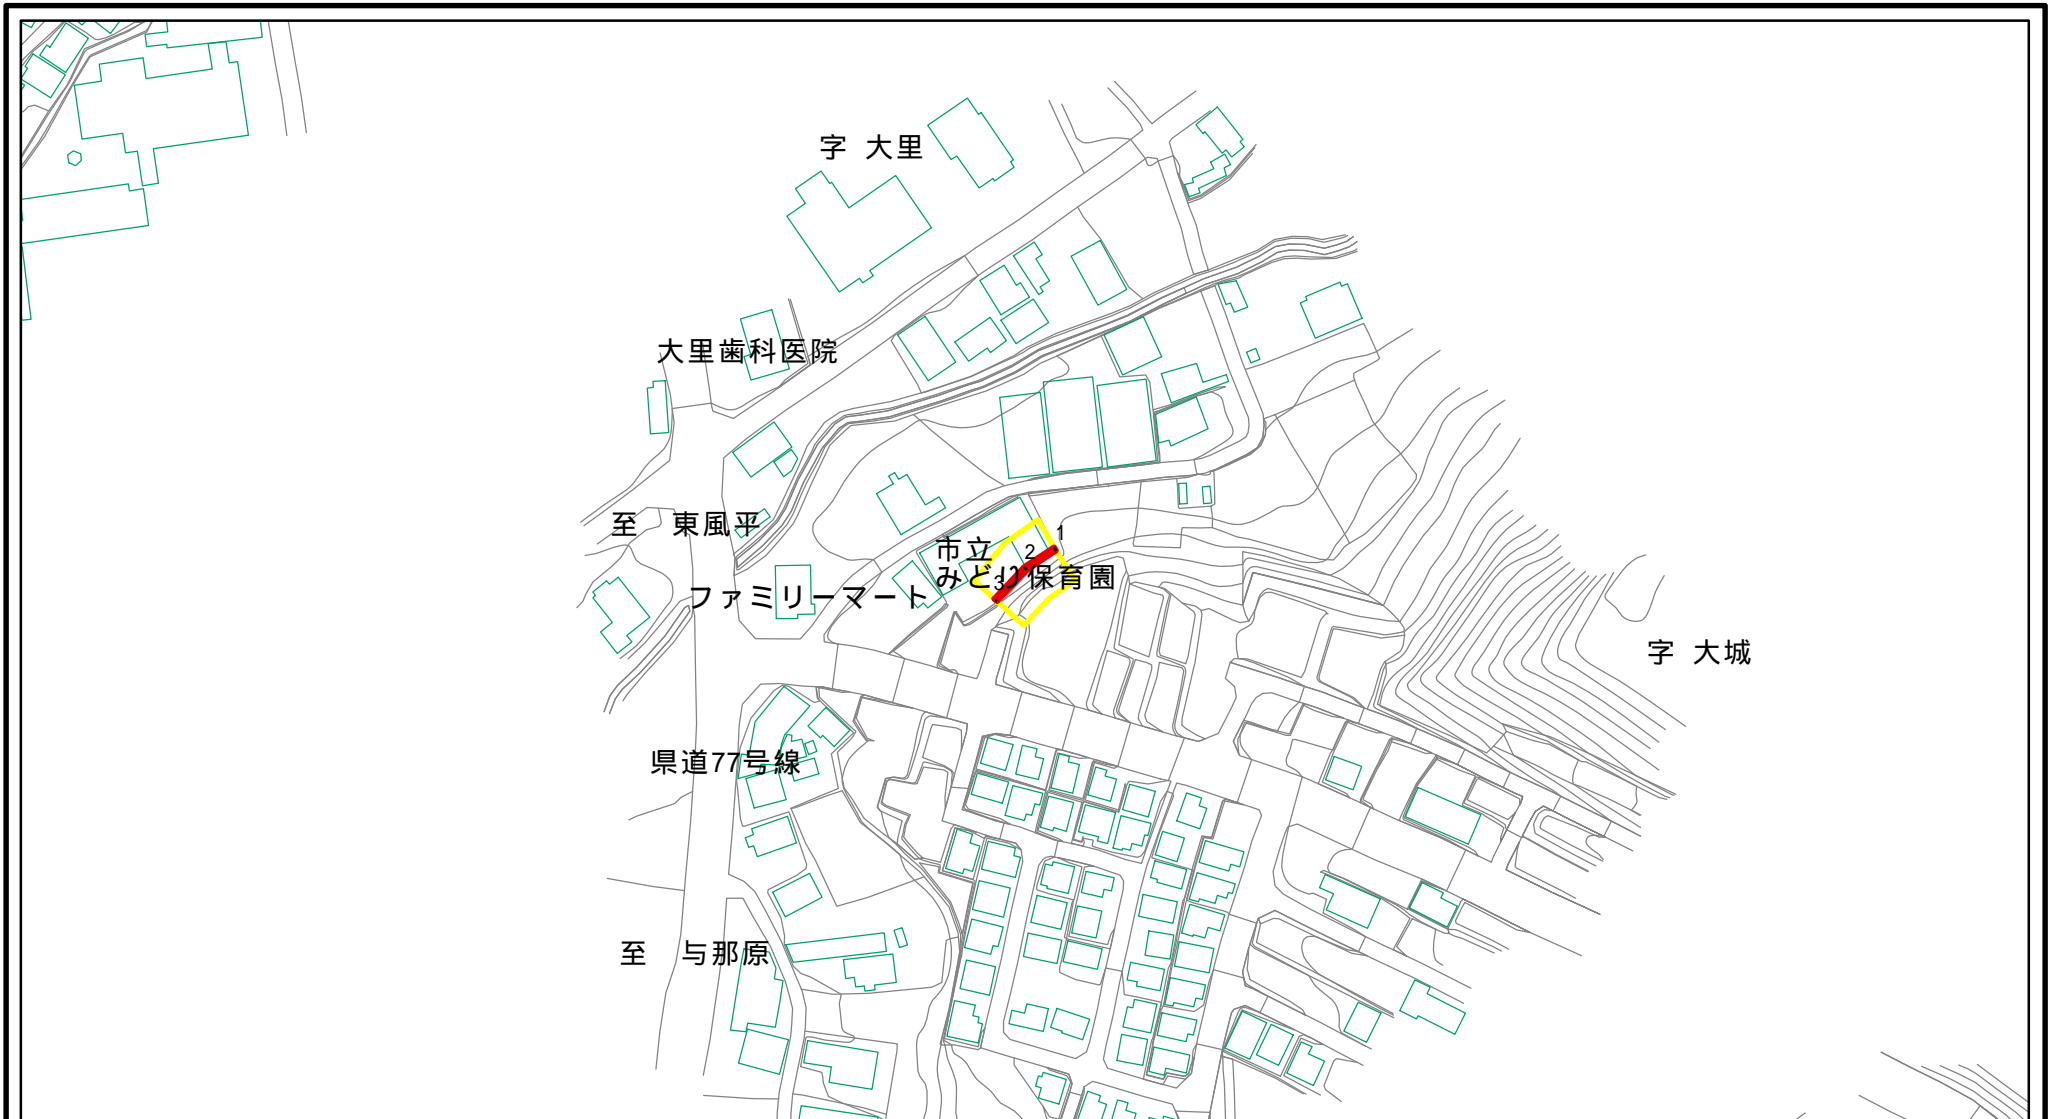 字 大里
大里歯科医院
至 東風平
1
市立 2
みどり保育園
3
ファミリーマート
字 大城
県道77号線
至 与那原